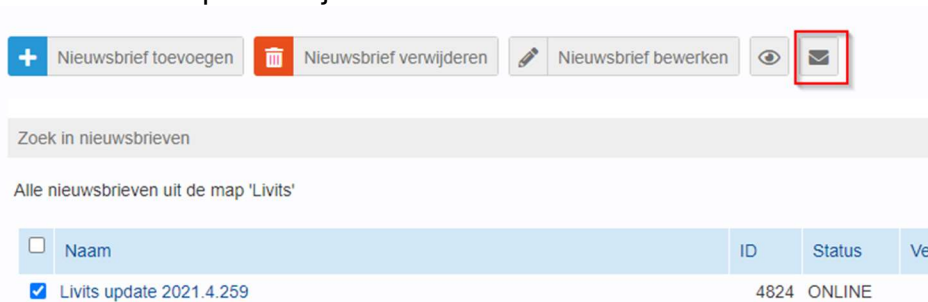 Nieuwsbrief toevoegen Nieuwsbrief verwijderen Nieuwsbrief bewerken
Zoek in nieuwsbrieven
Alle nieuwsbrieven uit de map 'Livits'
Naam ID Status
Livits update 2021.4.259 4824 ONLINE